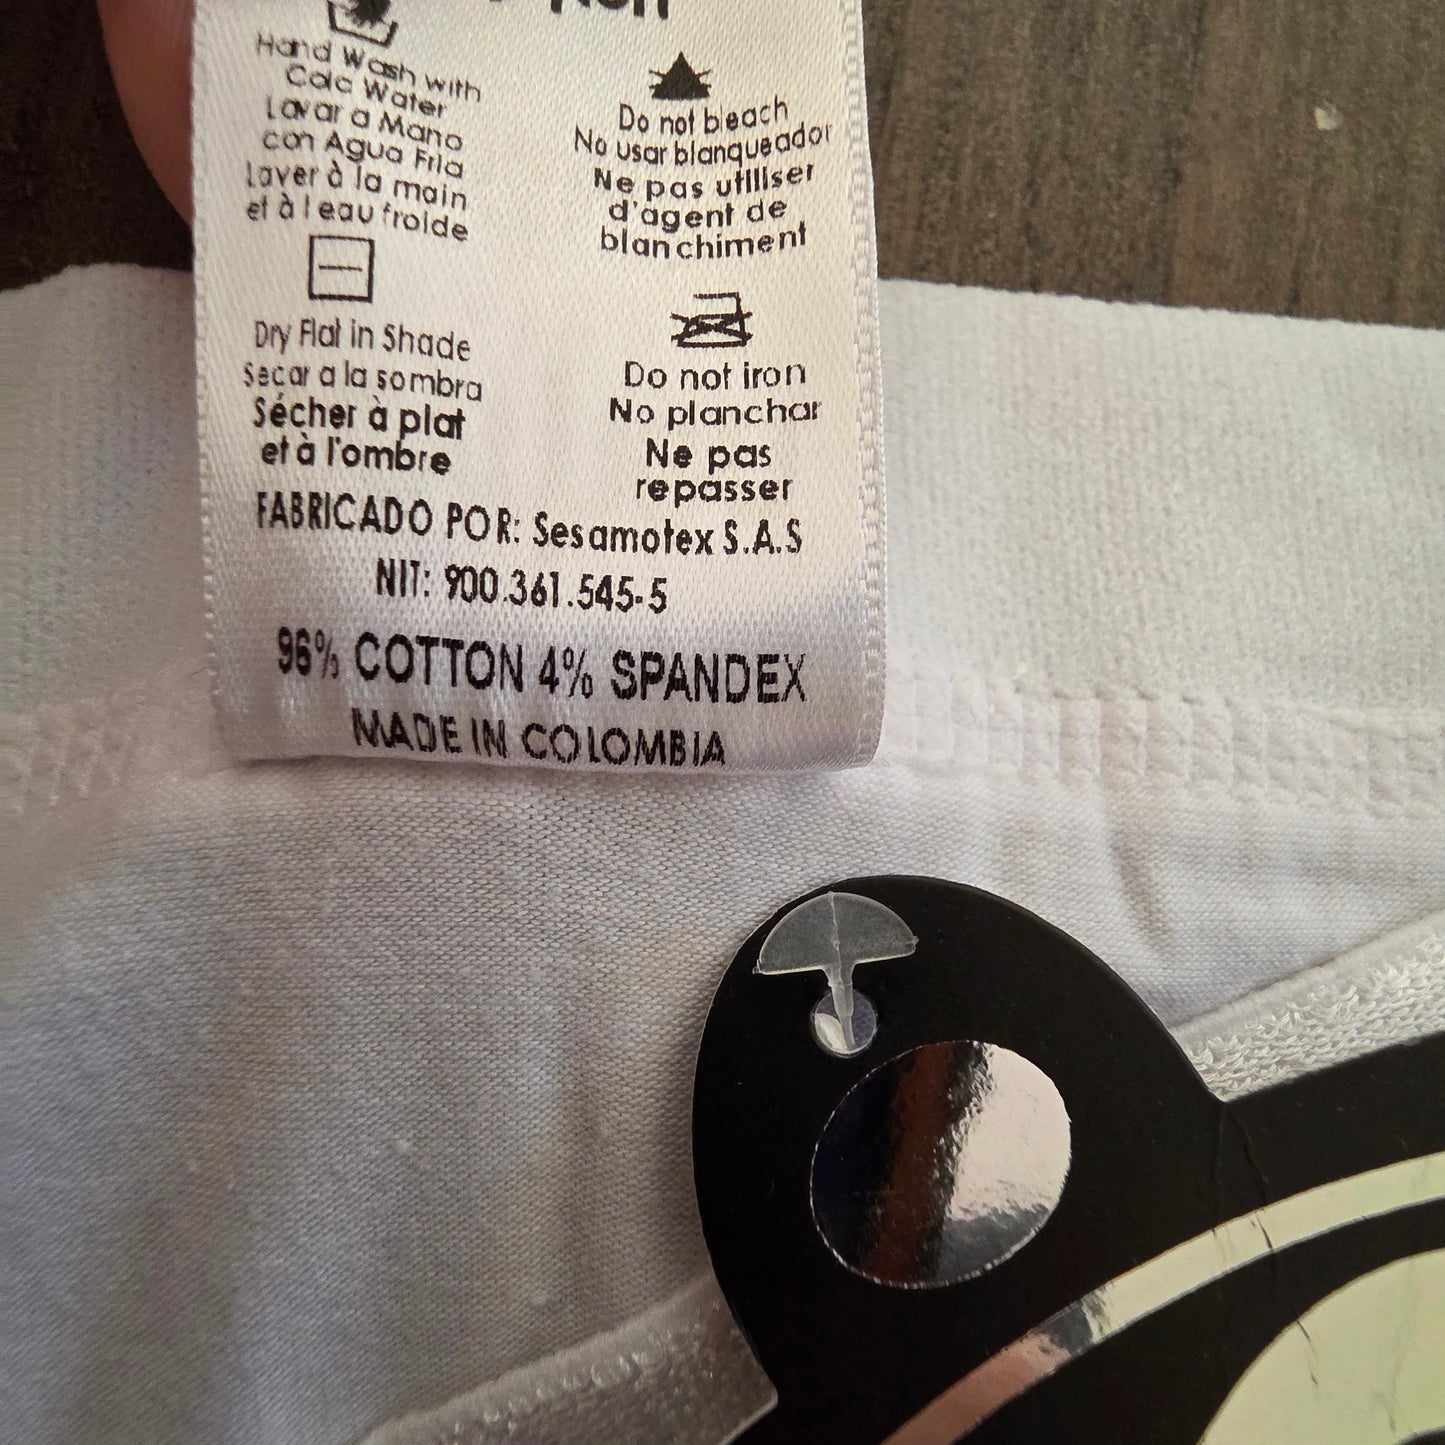 Hand Wash with
Cold Water
Lavar a Mano
con Agua Fria
Laver à la main
et à l eau froide
Dry Flat in Shade
Secar a la sombra
Sécher à plat
et à l'ombre
Do not bleach
No usar blanqueador
Ne pas utiliser
d'agent de
blanchiment
Do not iron
No planchar
Ne pas
repasser
FABRICADO POR: Sesamotex S.A.S
NIT: 900.361.545-5
96% COTTON 4% SPANDEX
MADE IN COLOMBIA